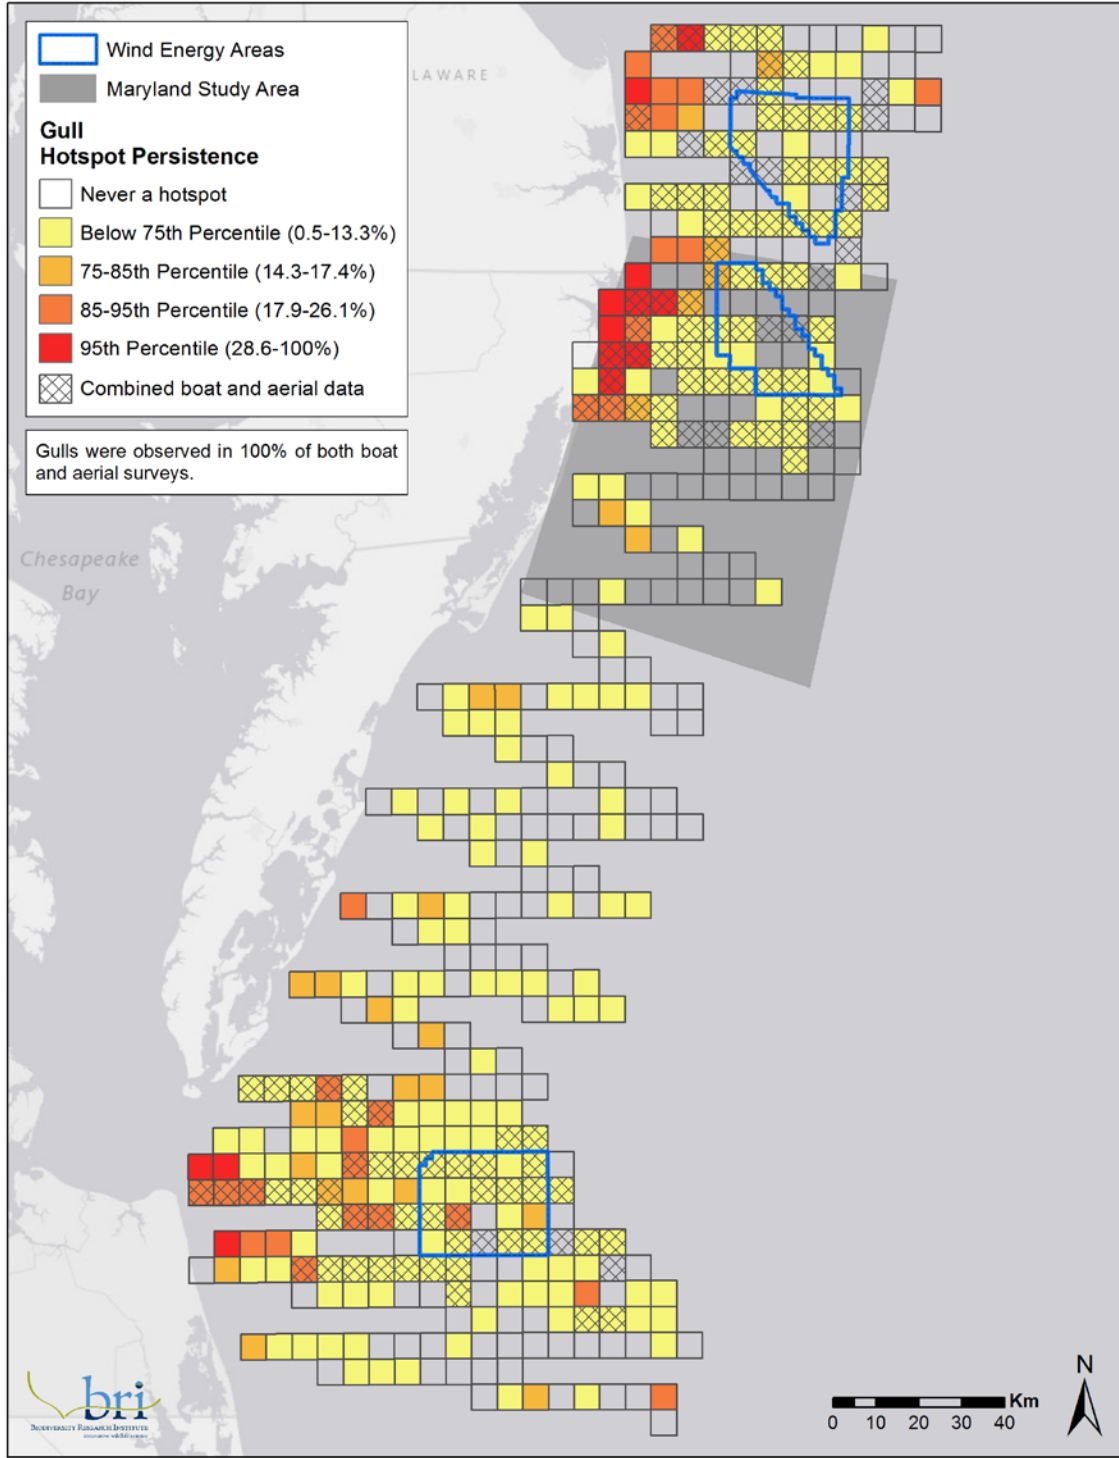 Wind Energy Areas
Maryland Study Area
Gull
Hotspot Persistence
Never a hotspot
Below 75th Percentile (0.5-13.3%)
75-85th Percentile (14.3-17.4%)
85-95th Percentile (17.9-26.1%)
95th Percentile (28.6-100%)
Combined boat and aerial data
Gulls were observed in 100% of both boat
and aerial surveys.
LAWARE
Chesapeake
Bay
bri
BIODIVERSITY RESEARCH INSTITUTE
N
Km
0 10 20 30 40